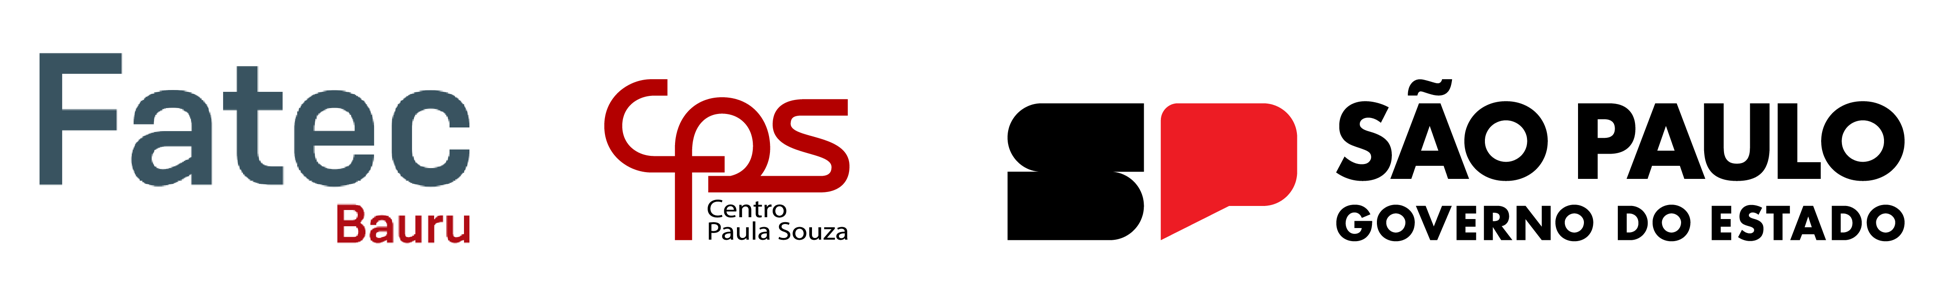 Fatec
Bauru
cps
Centro
Paula Souza
SP
SÃO PAULO
GOVERNO DO ESTADO